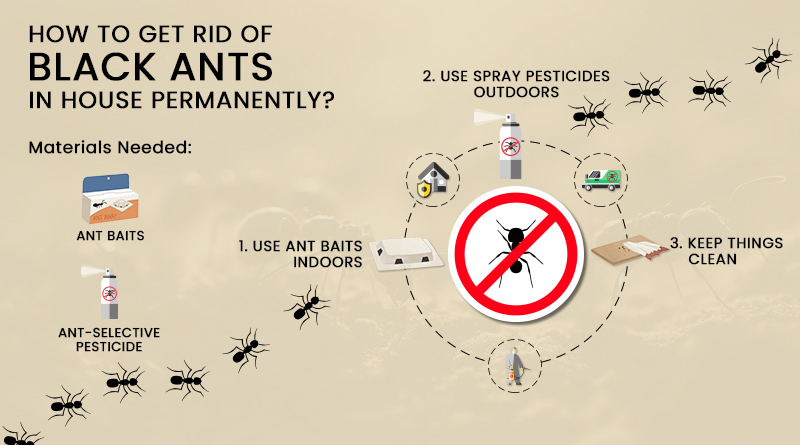 HOW TO GET RID OF
BLACK ANTS
IN HOUSE PERMANENTLY?
Materials Needed:
ANT BAITS
ANT-SELECTIVE
PESTICIDE
1. USE ANT BAITS
INDOORS
2. USE SPRAY PESTICIDES
OUTDOORS
3. KEEP THINGS
CLEAN